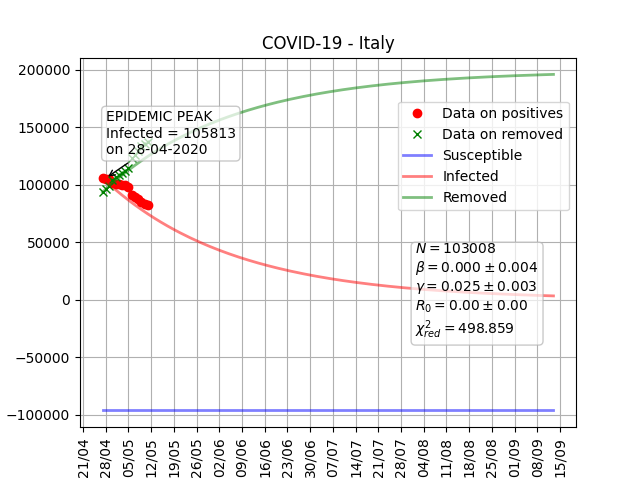 COVID-19 - Italy
200000
150000
100000
50000
0
−50000
−100000
EPIDEMIC PEAK
Infected = 105813
on 28-04-2020
Data on positives
Data on removed
Susceptible
Infected
Removed
N = 103008
β = 0.000 ± 0.004
γ = 0.025 ± 0.003
R₀ = 0.00 ± 0.00
χ²red = 498.859
21/04
28/04
05/05
12/05
19/05
26/05
02/06
09/06
16/06
23/06
30/06
07/07
14/07
21/07
28/07
04/08
11/08
18/08
25/08
01/09
08/09
15/09